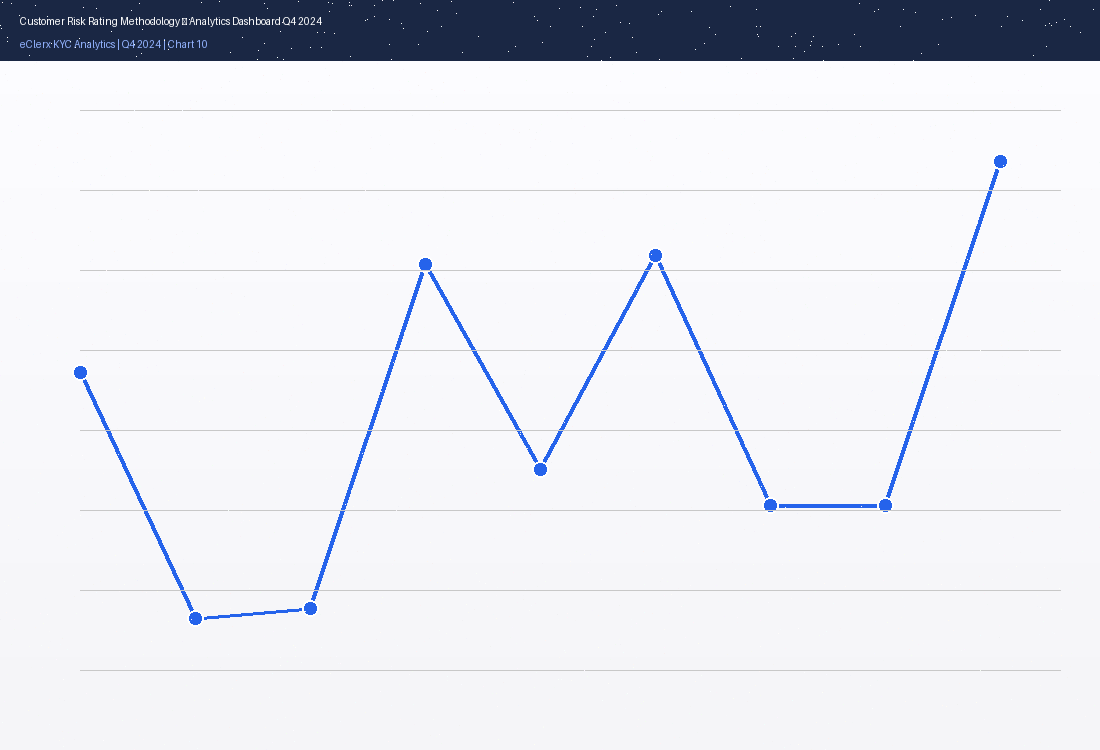 Customer Risk Rating Methodology Analytics Dashboard Q4 2024
eClerx KYC Analytics | Q4 2024 | Chart 10